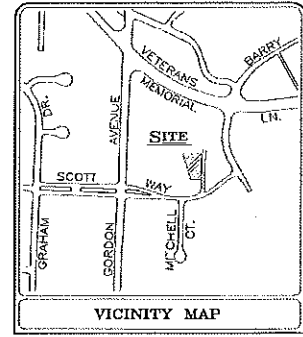 VETERANS
MEMORIAL
BARRY
LN.
DR.
AVENUE
SITE
SCOTT
WAY
GRAHAM
GORDON
MITCHELL
CT.
VICINITY MAP